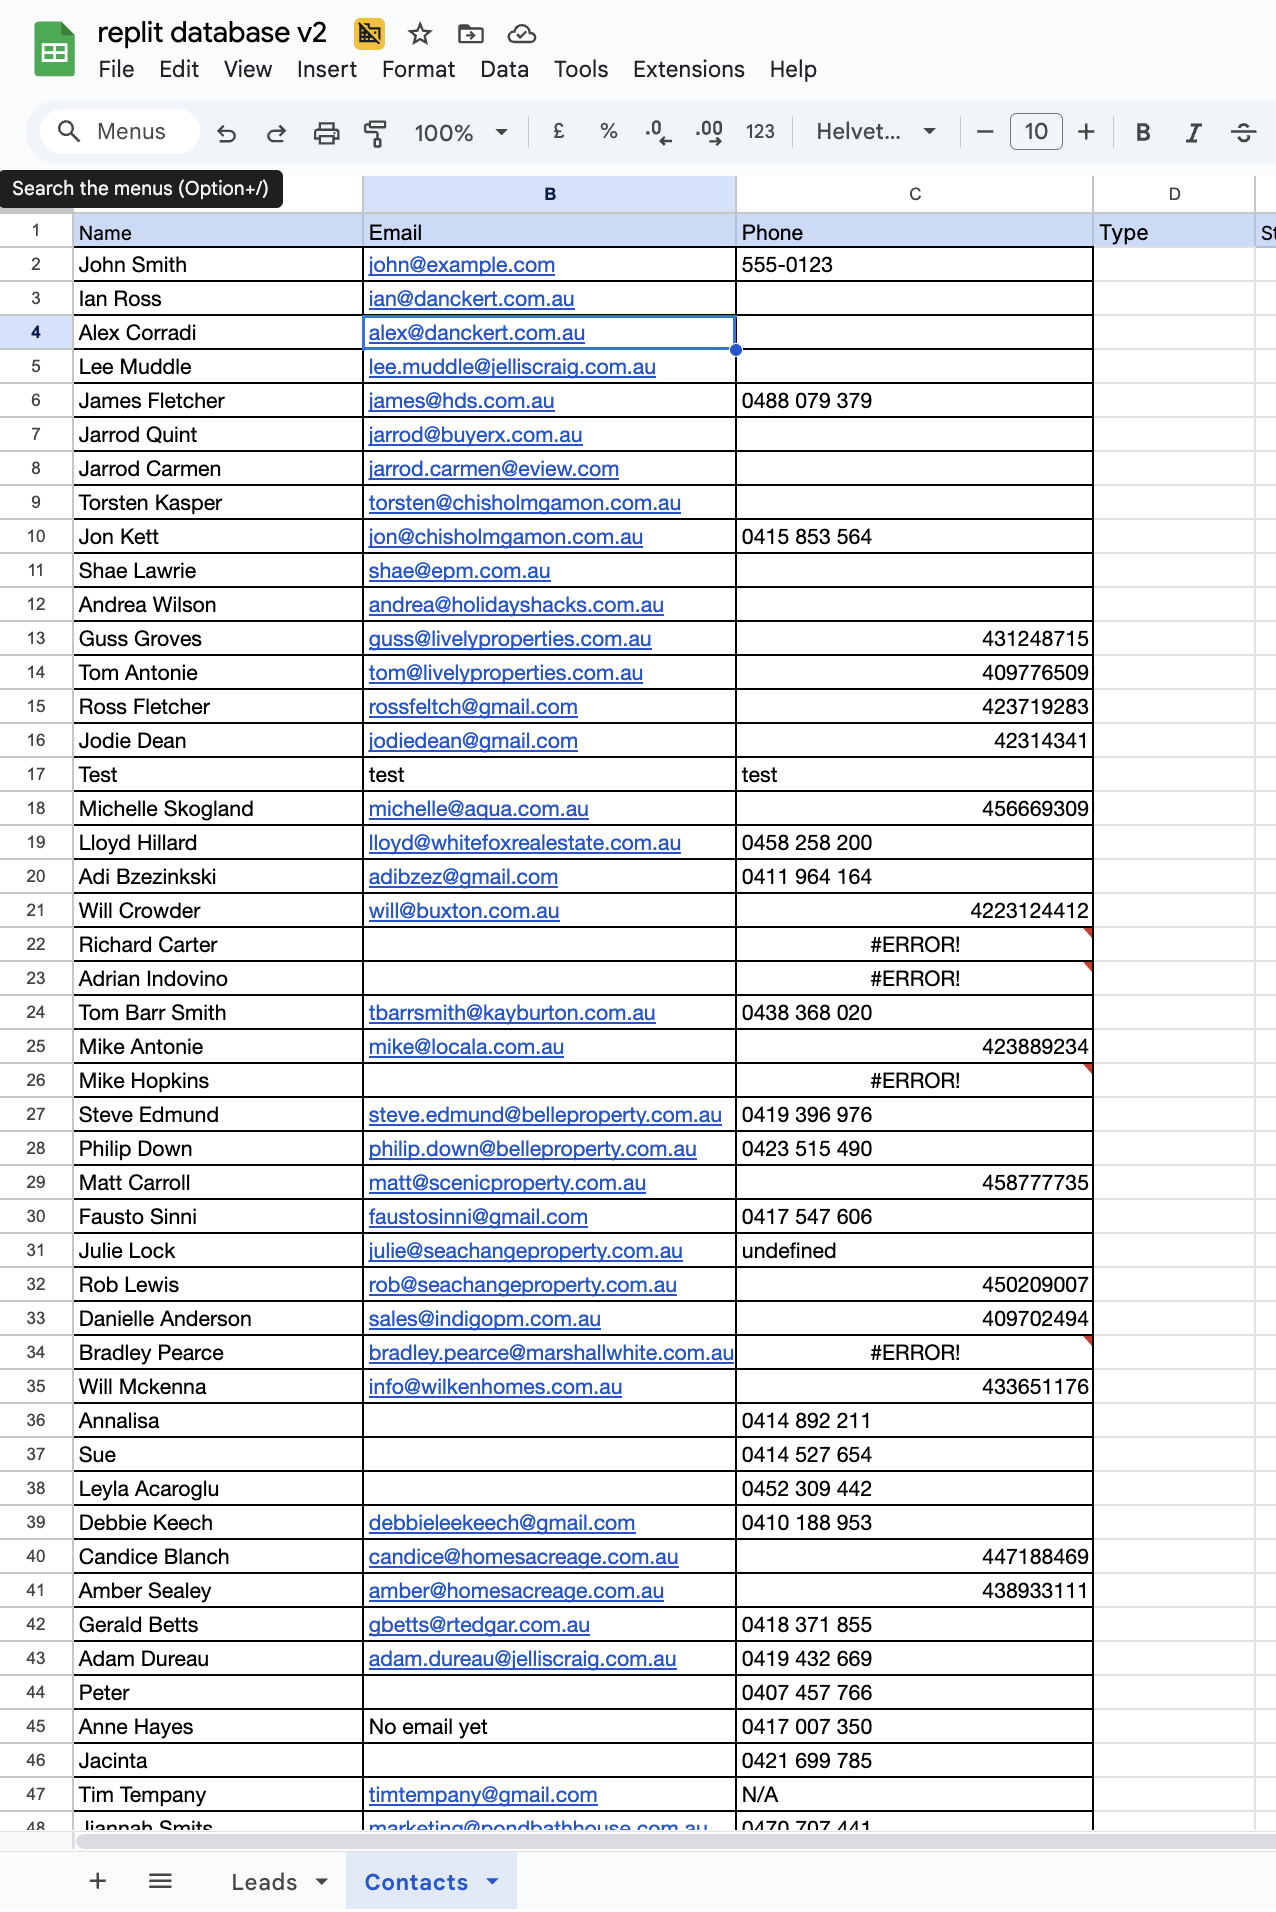 replit database v2
File Edit View Insert Format Data Tools Extensions Help
Menus 100% £ % .0 .00 123 Helvet... − 10 + B I S
Search the menus (Option+/)
B C D
1 Name Email Phone Type St
2 John Smith john@example.com 555-0123
3 Ian Ross ian@danckert.com.au
4 Alex Corradi alex@danckert.com.au
5 Lee Muddle lee.muddle@jelliscraig.com.au
6 James Fletcher james@hds.com.au 0488 079 379
7 Jarrod Quint jarrod@buyerx.com.au
8 Jarrod Carmen jarrod.carmen@eview.com
9 Torsten Kasper torsten@chisholmgamon.com.au
10 Jon Kett jon@chisholmgamon.com.au 0415 853 564
11 Shae Lawrie shae@epm.com.au
12 Andrea Wilson andrea@holidayshacks.com.au
13 Guss Groves guss@livelyproperties.com.au 431248715
14 Tom Antonie tom@livelyproperties.com.au 409776509
15 Ross Fletcher rossfeltch@gmail.com 423719283
16 Jodie Dean jodiedean@gmail.com 42314341
17 Test test test
18 Michelle Skogland michelle@aqua.com.au 456669309
19 Lloyd Hillard lloyd@whitefoxrealestate.com.au 0458 258 200
20 Adi Bzezinkski adibzez@gmail.com 0411 964 164
21 Will Crowder will@buxton.com.au 4223124412
22 Richard Carter #ERROR!
23 Adrian Indovino #ERROR!
24 Tom Barr Smith tbarrsmith@kayburton.com.au 0438 368 020
25 Mike Antonie mike@locala.com.au 423889234
26 Mike Hopkins #ERROR!
27 Steve Edmund steve.edmund@belleproperty.com.au 0419 396 976
28 Philip Down philip.down@belleproperty.com.au 0423 515 490
29 Matt Carroll matt@scenicproperty.com.au 458777735
30 Fausto Sinni faustosinni@gmail.com 0417 547 606
31 Julie Lock julie@seachangeproperty.com.au undefined
32 Rob Lewis rob@seachangeproperty.com.au 450209007
33 Danielle Anderson sales@indigopm.com.au 409702494
34 Bradley Pearce bradley.pearce@marshallwhite.com.au #ERROR!
35 Will Mckenna info@wilkenhomes.com.au 433651176
36 Annalisa 0414 892 211
37 Sue 0414 527 654
38 Leyla Acaroglu 0452 309 442
39 Debbie Keech debbieleekeech@gmail.com 0410 188 953
40 Candice Blanch candice@homesacreage.com.au 447188469
41 Amber Sealey amber@homesacreage.com.au 438933111
42 Gerald Betts gbetts@rtedgar.com.au 0418 371 855
43 Adam Dureau adam.dureau@jelliscraig.com.au 0419 432 669
44 Peter 0407 457 766
45 Anne Hayes No email yet 0417 007 350
46 Jacinta 0421 699 785
47 Tim Tempany timtempany@gmail.com N/A
48 Jiannah Smits marketing@pondbathhouse.com.au 0470 707 441
+ Leads Contacts